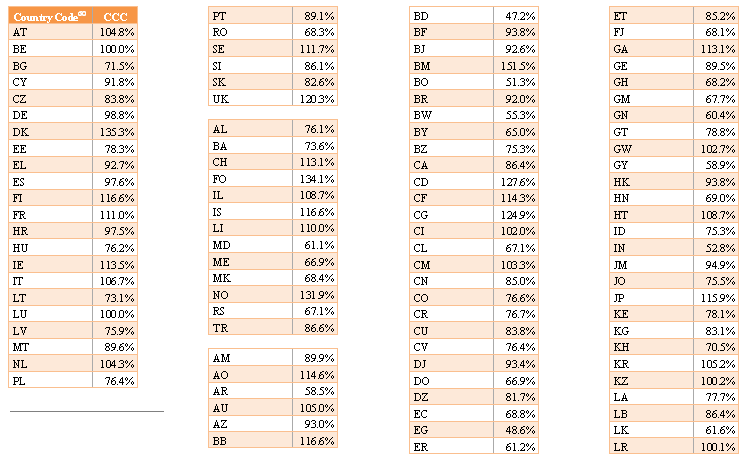 Country Code CCC
AT 104.8%
BE 100.0%
BG 71.5%
CY 91.8%
CZ 83.8%
DE 98.8%
DK 135.3%
EE 78.3%
EL 92.7%
ES 97.6%
FI 116.6%
FR 111.0%
HR 97.5%
HU 76.2%
IE 113.5%
IT 106.7%
LT 73.1%
LU 100.0%
LV 75.9%
MT 89.6%
NL 104.3%
PL 76.4%
PT 89.1%
RO 68.3%
SE 111.7%
SI 86.1%
SK 82.6%
UK 120.3%
AL 76.1%
BA 73.6%
CH 113.1%
FO 134.1%
IL 108.7%
IS 116.6%
LI 110.0%
MD 61.1%
ME 66.9%
MK 68.4%
NO 131.9%
RS 67.1%
TR 86.6%
AM 89.9%
AO 114.6%
AR 58.5%
AU 105.0%
AZ 93.0%
BB 116.6%
BD 47.2%
BF 93.8%
BJ 92.6%
BM 151.5%
BO 51.3%
BR 92.0%
BW 55.3%
BY 65.0%
BZ 75.3%
CA 86.4%
CD 127.6%
CF 114.3%
CG 124.9%
CI 102.0%
CL 67.1%
CM 103.3%
CN 85.0%
CO 76.6%
CR 76.7%
CU 83.8%
CV 76.4%
DJ 93.4%
DO 66.9%
DZ 81.7%
EC 68.8%
EG 48.6%
ER 61.2%
ET 85.2%
FJ 68.1%
GA 113.1%
GE 89.5%
GH 68.2%
GM 67.7%
GN 60.4%
GT 78.8%
GW 102.7%
GY 58.9%
HK 93.8%
HN 69.0%
HT 108.7%
ID 75.3%
IN 52.8%
JM 94.9%
JO 75.5%
JP 115.9%
KE 78.1%
KG 83.1%
KH 70.5%
KR 105.2%
KZ 100.2%
LA 77.7%
LB 86.4%
LK 61.6%
LR 100.1%